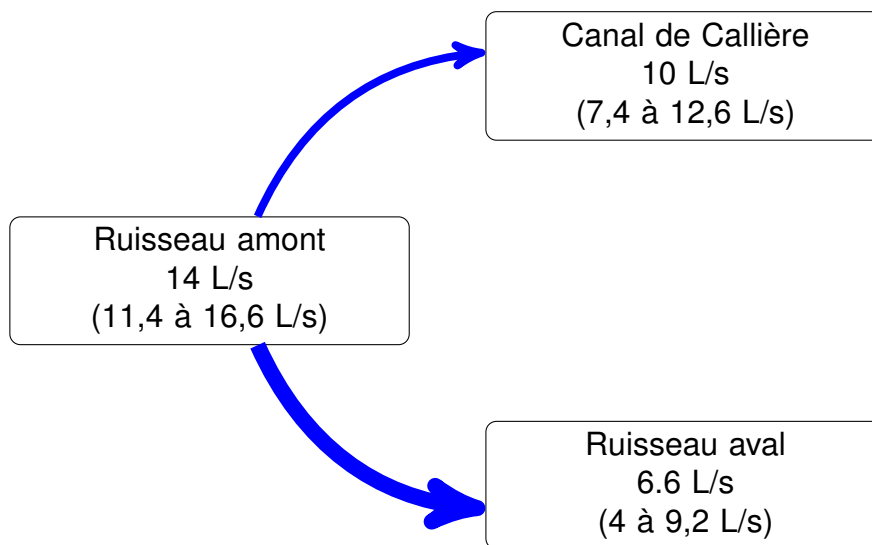 Canal de Callière
10 L/s
(7,4 à 12,6 L/s)
Ruisseau amont
14 L/s
(11,4 à 16,6 L/s)
Ruisseau aval
6.6 L/s
(4 à 9,2 L/s)